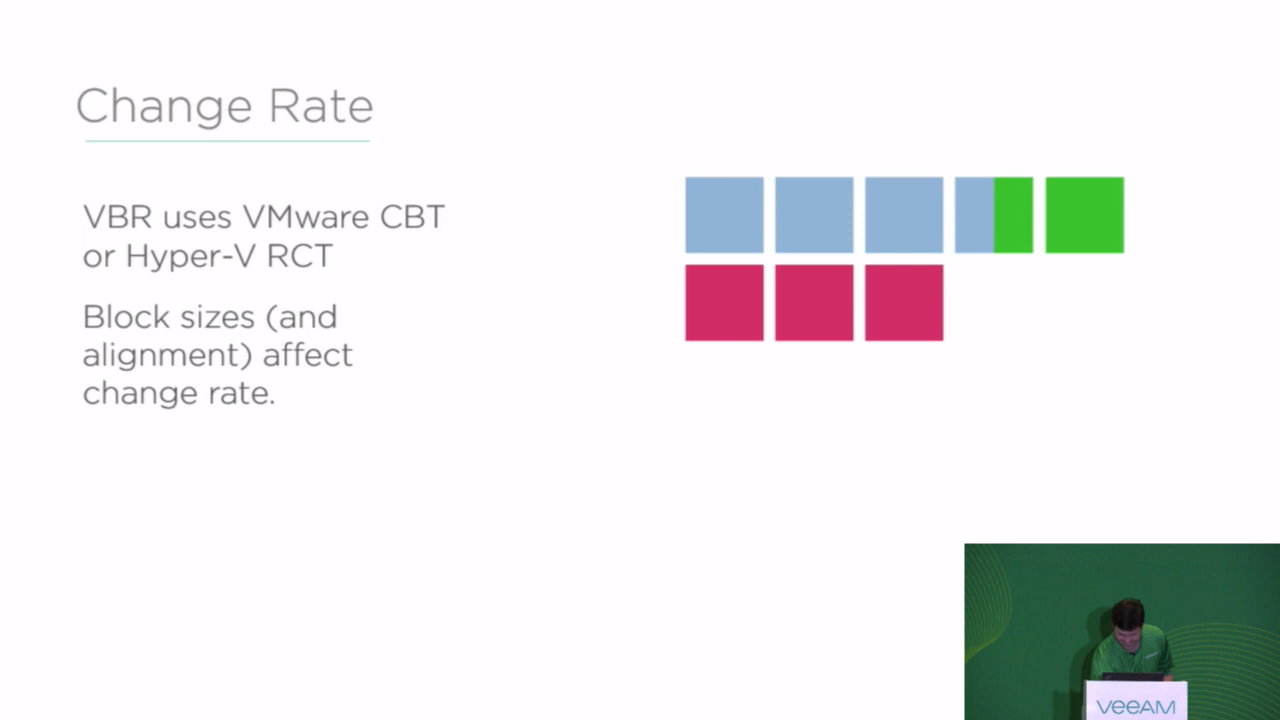 Change Rate
VBR uses VMware CBT
or Hyper-V RCT
Block sizes (and
alignment) affect
change rate.
VEEAM